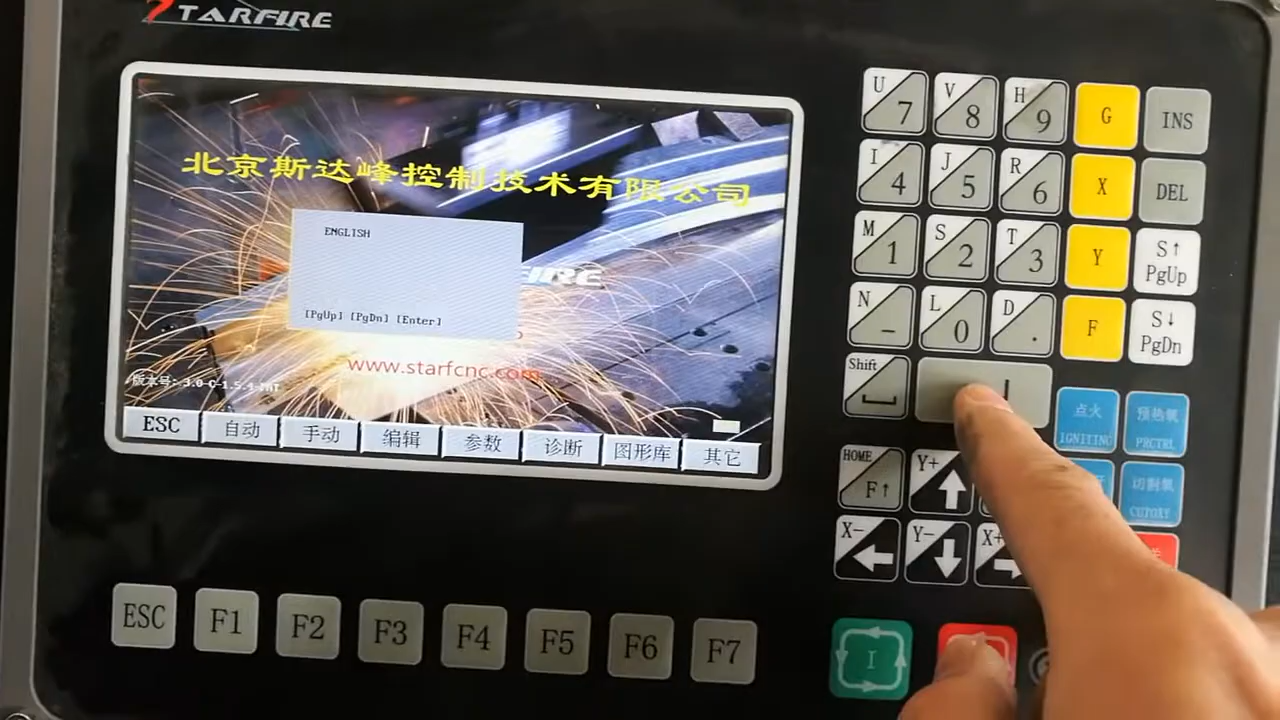 STARFIRE
北京斯达峰控制技术有限公司
ENGLISH
[PgUp] [PgDn] [Enter]
FIRE
www.starfcnc.com
版本号: 3.0
ESC 自动 手动 编辑 参数 诊断 图形库 其它
ESC F1 F2 F3 F4 F5 F6 F7
U 7 V 8 H 9 G INS
I 4 J 5 R 6 X DEL
M 1 S 2 T 3 Y S↑ PgUp
N - L 0 D . F S↓ PgDn
Shift
点火 IGNITING 预热氧 PRCTRL
HOME F↑ Y+ 切割氧 CUTOXY
X- Y- X+
I